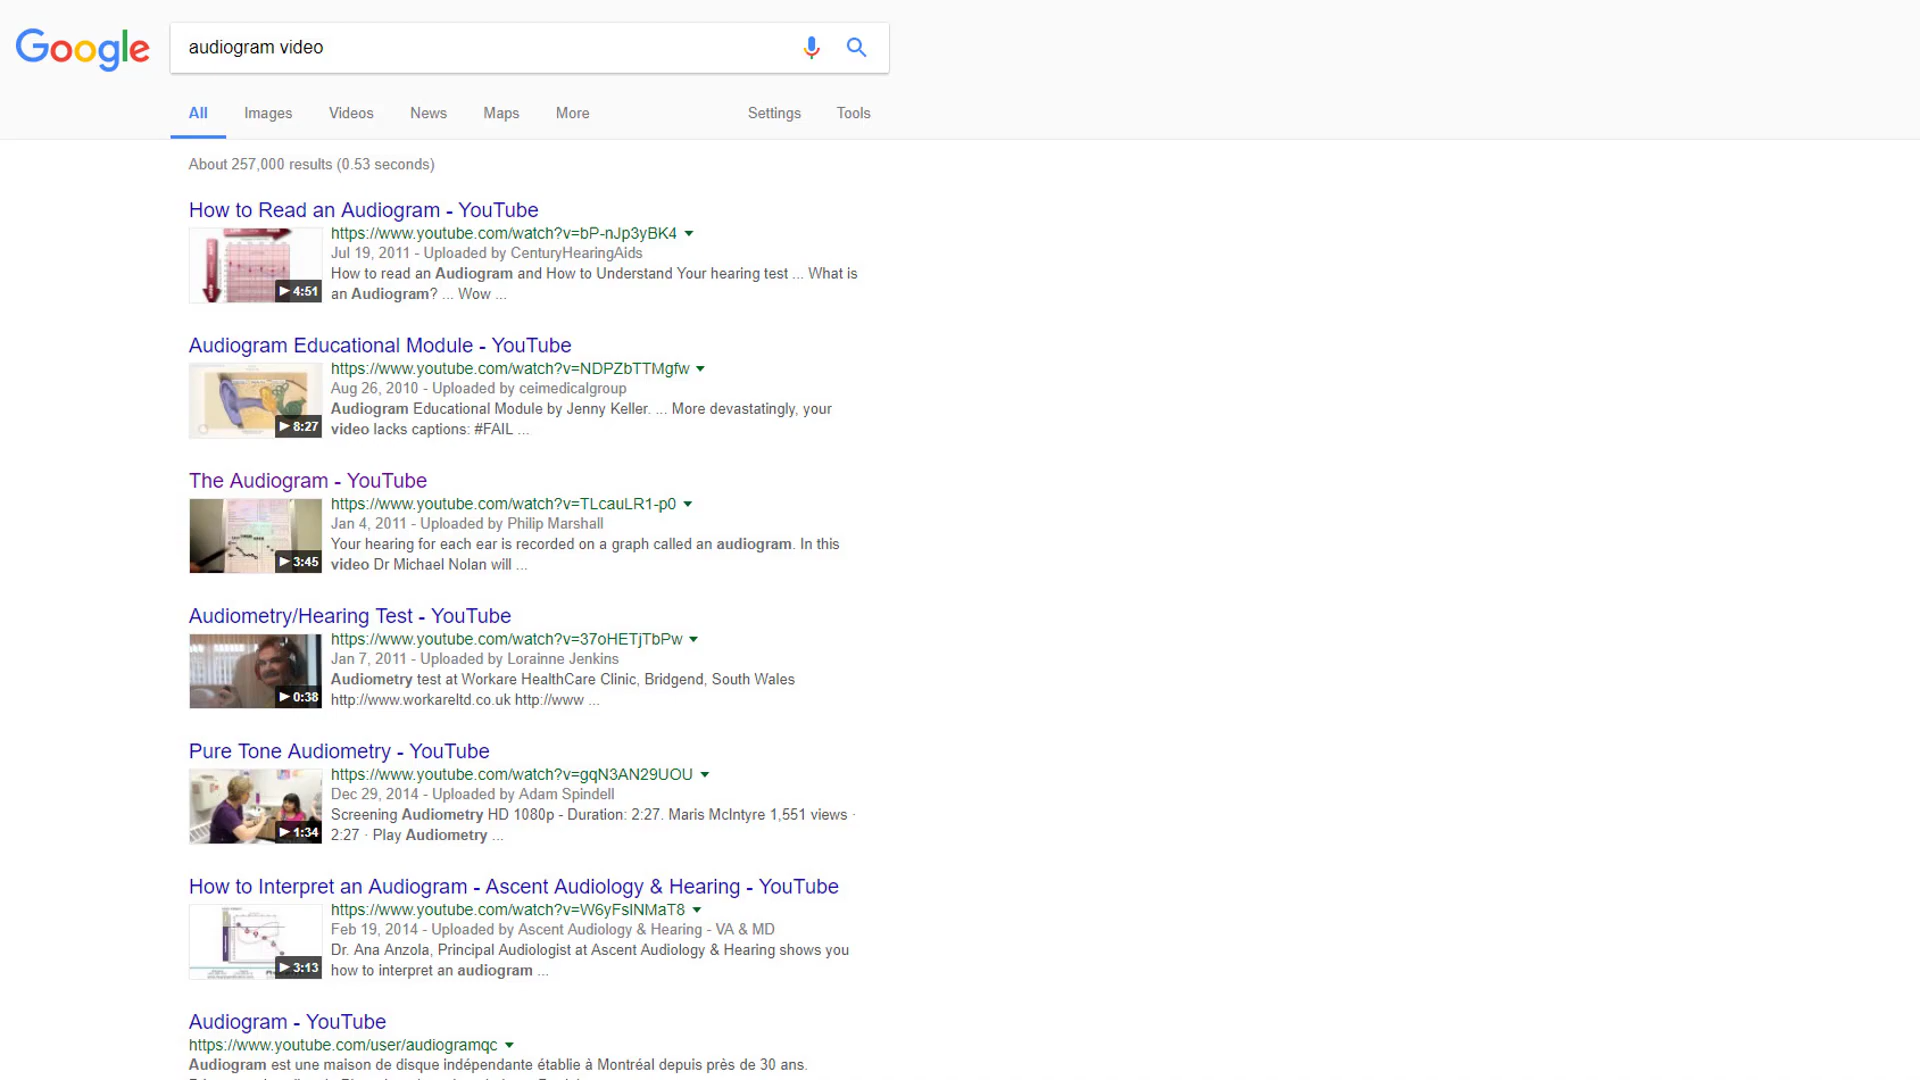 Google
audiogram video
All Images Videos News Maps More Settings Tools
About 257,000 results (0.53 seconds)
How to Read an Audiogram - YouTube
https://www.youtube.com/watch?v=bP-nJp3yBK4
Jul 19, 2011 - Uploaded by CenturyHearingAids
How to read an Audiogram and How to Understand Your hearing test ... What is
an Audiogram? ... Wow ...
4:51
Audiogram Educational Module - YouTube
https://www.youtube.com/watch?v=NDPZbTTMgfw
Aug 26, 2010 - Uploaded by ceimedicalgroup
Audiogram Educational Module by Jenny Keller. ... More devastatingly, your
video lacks captions: #FAIL ...
8:27
The Audiogram - YouTube
https://www.youtube.com/watch?v=TLcauLR1-p0
Jan 4, 2011 - Uploaded by Philip Marshall
Your hearing for each ear is recorded on a graph called an audiogram. In this
video Dr Michael Nolan will ...
3:45
Audiometry/Hearing Test - YouTube
https://www.youtube.com/watch?v=37oHETjTbPw
Jan 7, 2011 - Uploaded by Lorainne Jenkins
Audiometry test at Workare HealthCare Clinic, Bridgend, South Wales
http://www.workareltd.co.uk http://www ...
0:38
Pure Tone Audiometry - YouTube
https://www.youtube.com/watch?v=gqN3AN29UOU
Dec 29, 2014 - Uploaded by Adam Spindell
Screening Audiometry HD 1080p - Duration: 2:27. Maris McIntyre 1,551 views ·
2:27 · Play Audiometry ...
1:34
How to Interpret an Audiogram - Ascent Audiology & Hearing - YouTube
https://www.youtube.com/watch?v=W6yFslNMaT8
Feb 19, 2014 - Uploaded by Ascent Audiology & Hearing - VA & MD
Dr. Ana Anzola, Principal Audiologist at Ascent Audiology & Hearing shows you
how to interpret an audiogram ...
3:13
Audiogram - YouTube
https://www.youtube.com/user/audiogramqc
Audiogram est une maison de disque indépendante établie à Montréal depuis près de 30 ans.